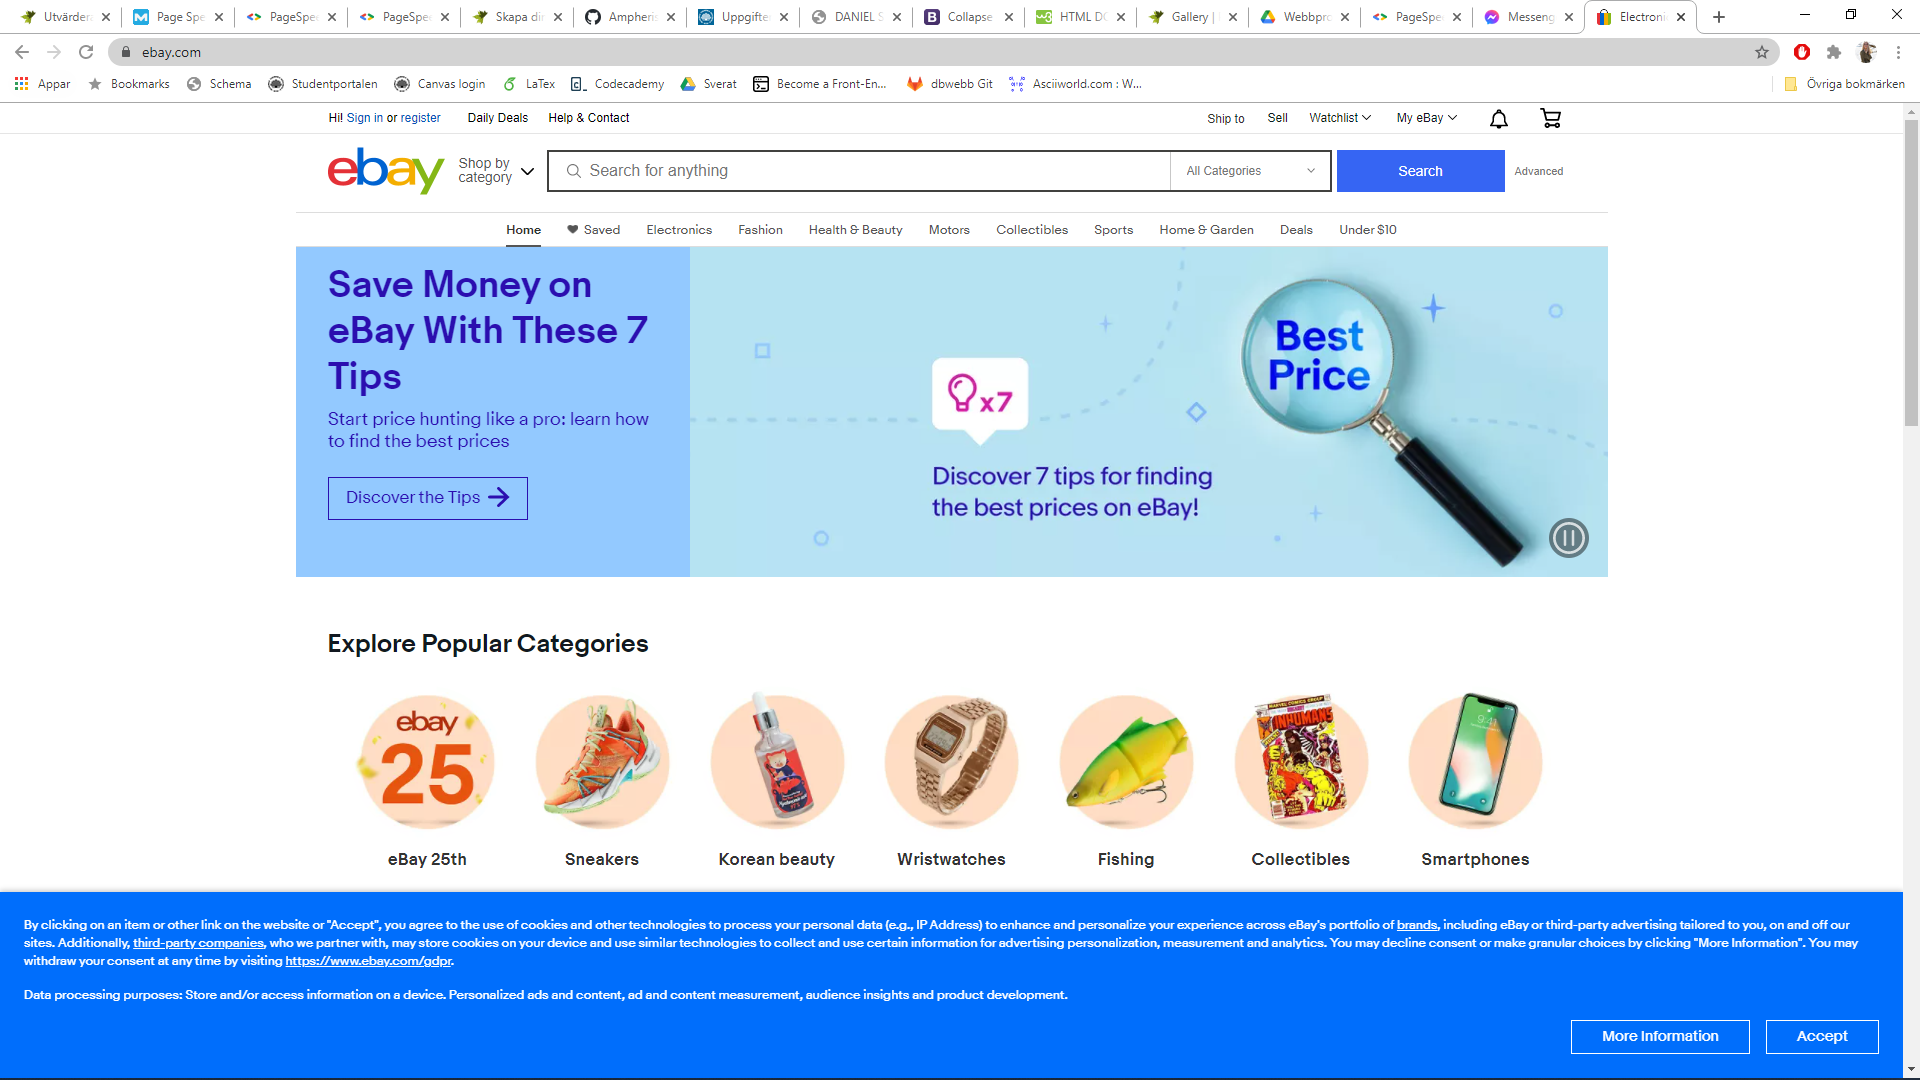 Utvärdera
Page Spe
PageSpee
PageSpee
Skapa din
Ampheris
Uppgifter
DANIEL S
Collapse
HTML DO
Gallery |
Webbpro
PageSpee
Messeng
Electroni
ebay.com
Appar
Bookmarks
Schema
Studentportalen
Canvas login
LaTex
Codecademy
Sverat
Become a Front-En...
dbwebb Git
Asciiworld.com : W...
Övriga bokmärken
Hi! Sign in or register
Daily Deals
Help & Contact
Ship to
Sell
Watchlist
My eBay
ebay
Shop by
category
Search for anything
All Categories
Search
Advanced
Home
Saved
Electronics
Fashion
Health & Beauty
Motors
Collectibles
Sports
Home & Garden
Deals
Under $10
Save Money on
eBay With These 7
Tips
Start price hunting like a pro: learn how
to find the best prices
Discover the Tips
x7
Discover 7 tips for finding
the best prices on eBay!
Best
Price
Explore Popular Categories
ebay
25
INHUMANS
9:41
eBay 25th
Sneakers
Korean beauty
Wristwatches
Fishing
Collectibles
Smartphones
By clicking on an item or other link on the website or "Accept", you agree to the use of cookies and other technologies to process your personal data (e.g., IP Address) to enhance and personalize your experience across eBay's portfolio of brands, including eBay or third-party advertising tailored to you, on and off our
sites. Additionally, third-party companies, who we partner with, may store cookies on your device and use similar technologies to collect and use certain information for advertising personalization, measurement and analytics. You may decline consent or make granular choices by clicking "More Information". You may
withdraw your consent at any time by visiting https://www.ebay.com/gdpr.
Data processing purposes: Store and/or access information on a device. Personalized ads and content, ad and content measurement, audience insights and product development.
More Information
Accept